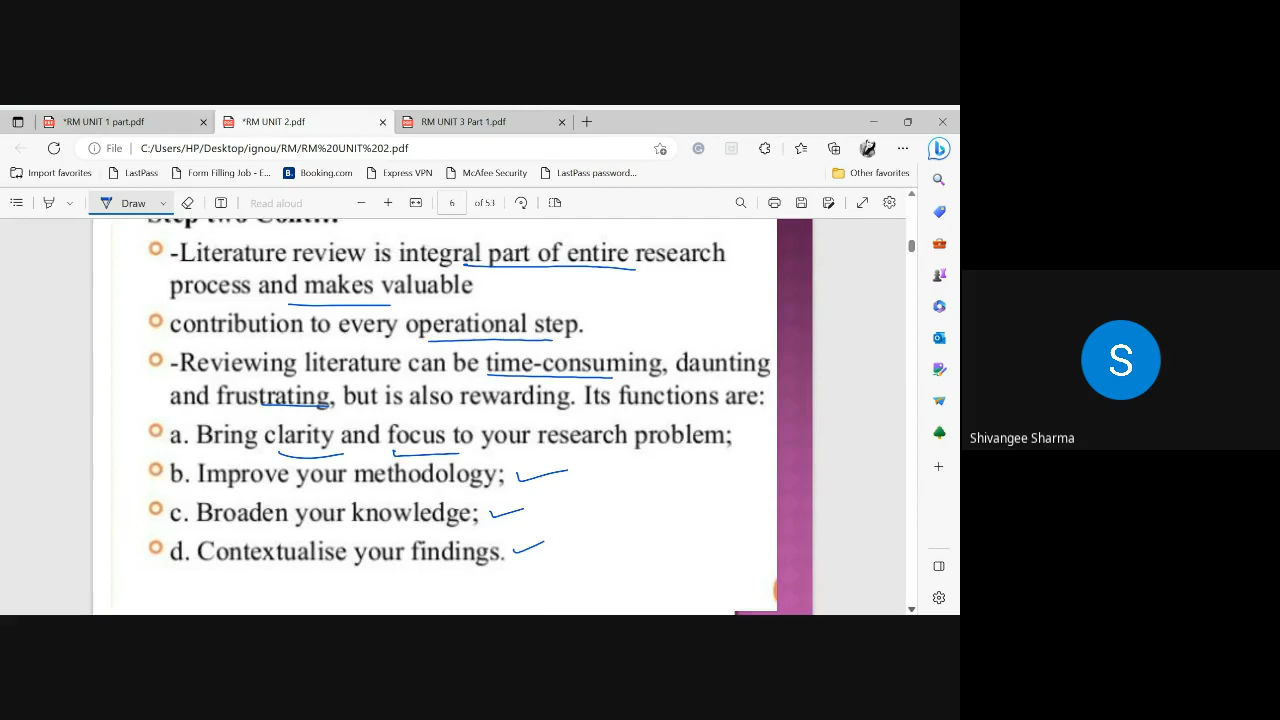 *RM UNIT 1 part.pdf
*RM UNIT 2.pdf
RM UNIT 3 Part 1.pdf
File
C:/Users/HP/Desktop/ignou/RM/RM%20UNIT%202.pdf
Import favorites
LastPass
Form Filling Job - E...
B.
Booking.com
Express VPN
McAfee Security
LastPass password...
Other favorites
Draw
Read aloud
6
of 53
Step two Cont...
-Literature review is integral part of entire research
process and makes valuable
contribution to every operational step.
-Reviewing literature can be time-consuming, daunting
and frustrating, but is also rewarding. Its functions are:
a. Bring clarity and focus to your research problem;
b. Improve your methodology;
c. Broaden your knowledge;
d. Contextualise your findings.
S
Shivangee Sharma